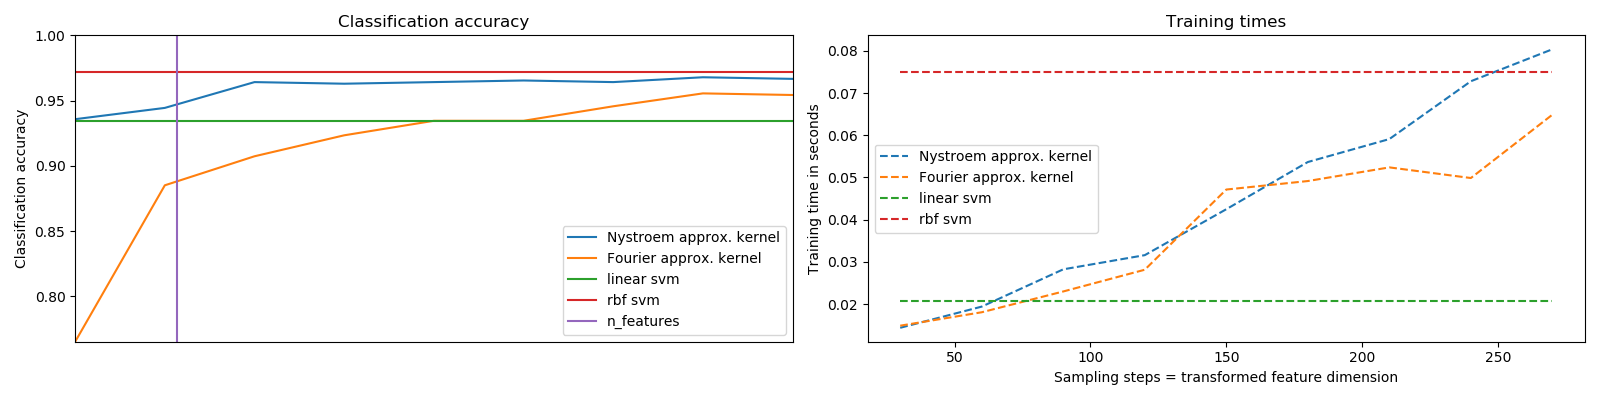 Classification accuracy
Classification accuracy
1.00
0.95
0.90
0.85
0.80
Nystroem approx. kernel
Fourier approx. kernel
linear svm
rbf svm
n_features
Training times
Training time in seconds
0.08
0.07
0.06
0.05
0.04
0.03
0.02
Nystroem approx. kernel
Fourier approx. kernel
linear svm
rbf svm
50
100
150
200
250
Sampling steps = transformed feature dimension